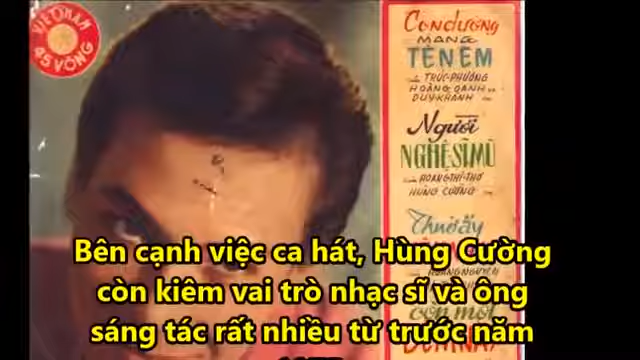 VIETNAM
45 VÒNG
Con đường
MANG
TÊN EM
TRÚC-PHƯƠNG
HOÀNG OANH
DUY-KHÁNH
Người
NGHỆ SĨ MÙ
HOÀNG-THI-THƠ
HÙNG CƯỜNG
Thuở ấy
HOÀNG NGUYÊN
Bên cạnh việc ca hát, Hùng Cường
còn kiêm vai trò nhạc sĩ và ông
sáng tác rất nhiều từ trước năm